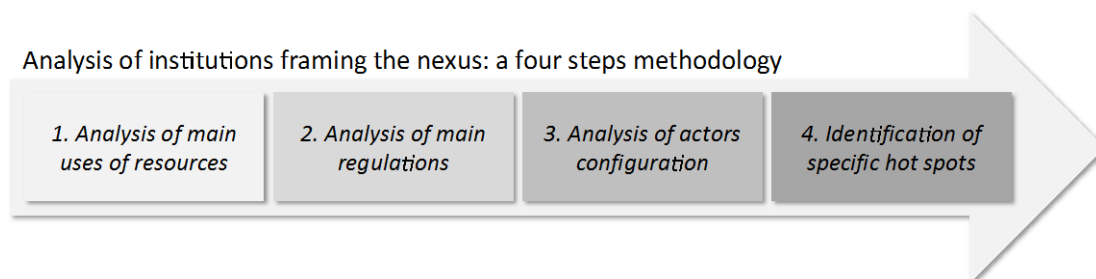 Analysis of institutions framing the nexus: a four steps methodology
1. Analysis of main
uses of resources
2. Analysis of main
regulations
3. Analysis of actors
configuration
4. Identification of
specific hot spots